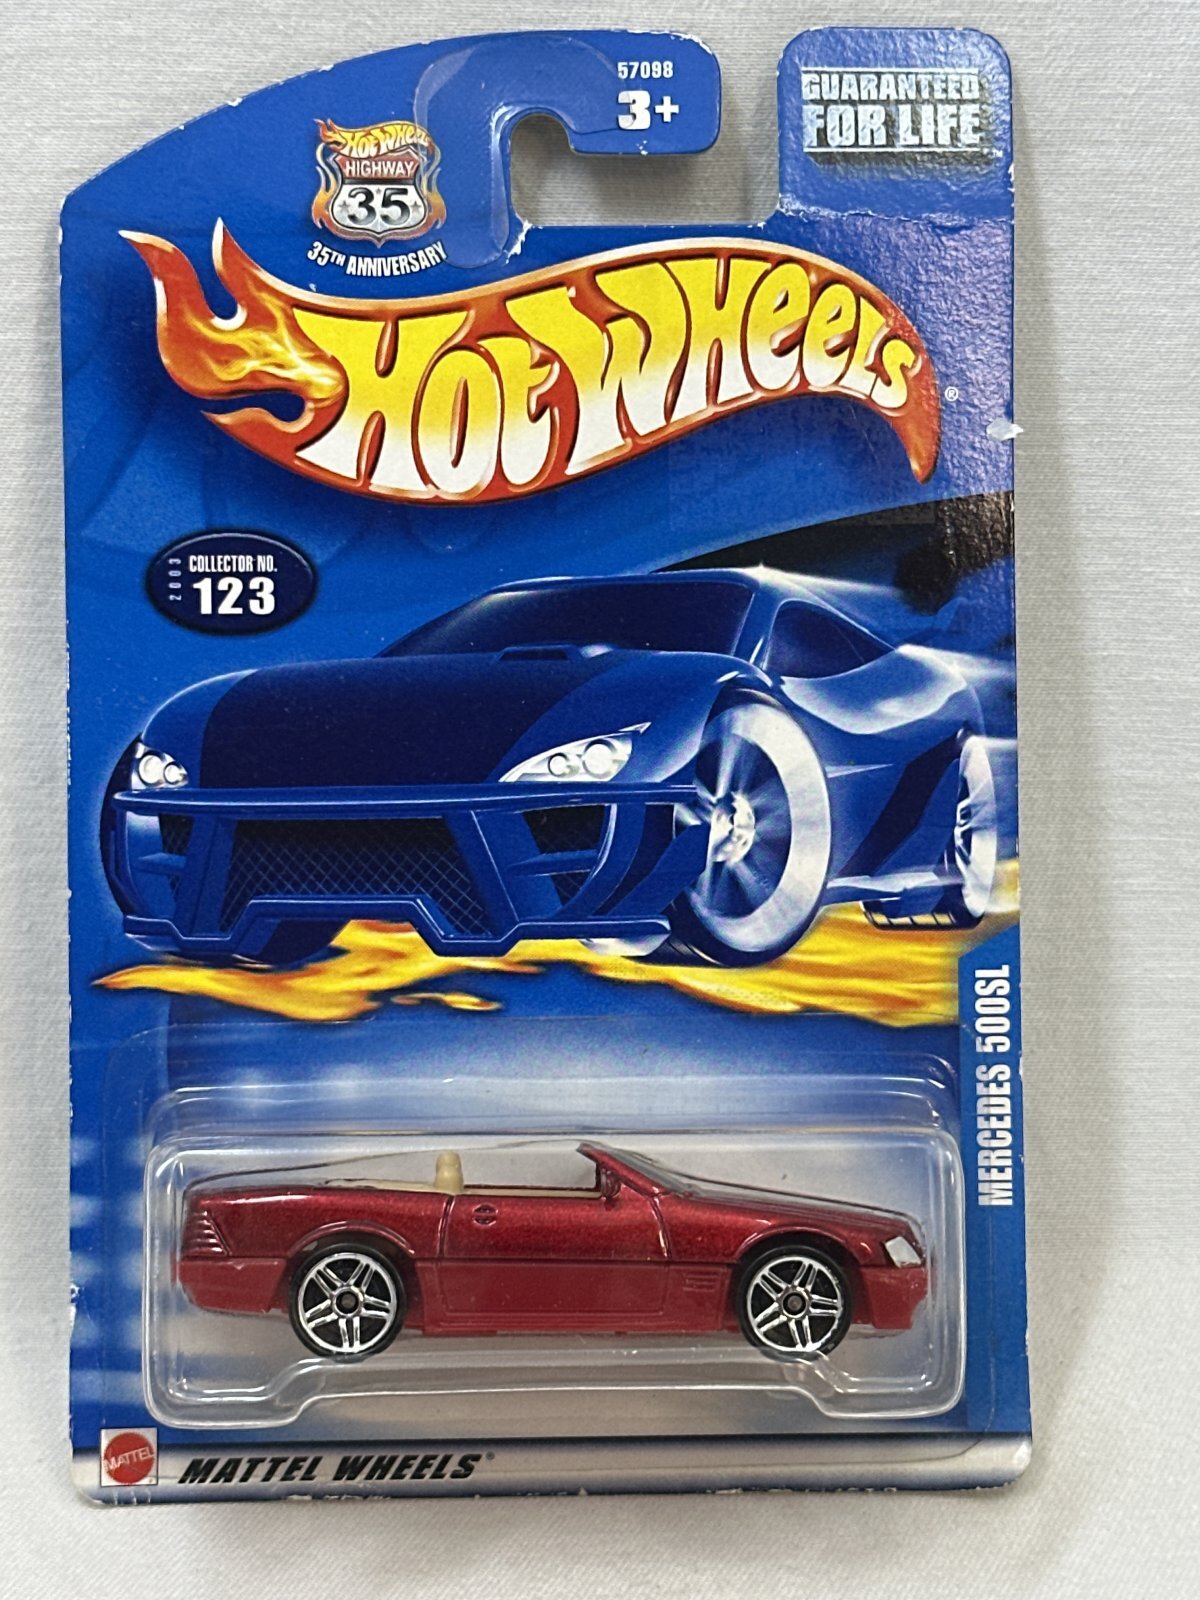 57098
3+
GUARANTEED
FOR LIFE
™
HOT WHEELS
HIGHWAY
35
35TH ANNIVERSARY
HOT WHEELS
®
2003
COLLECTOR NO.
123
MERCEDES 500SL
MATTEL
MATTEL WHEELS®